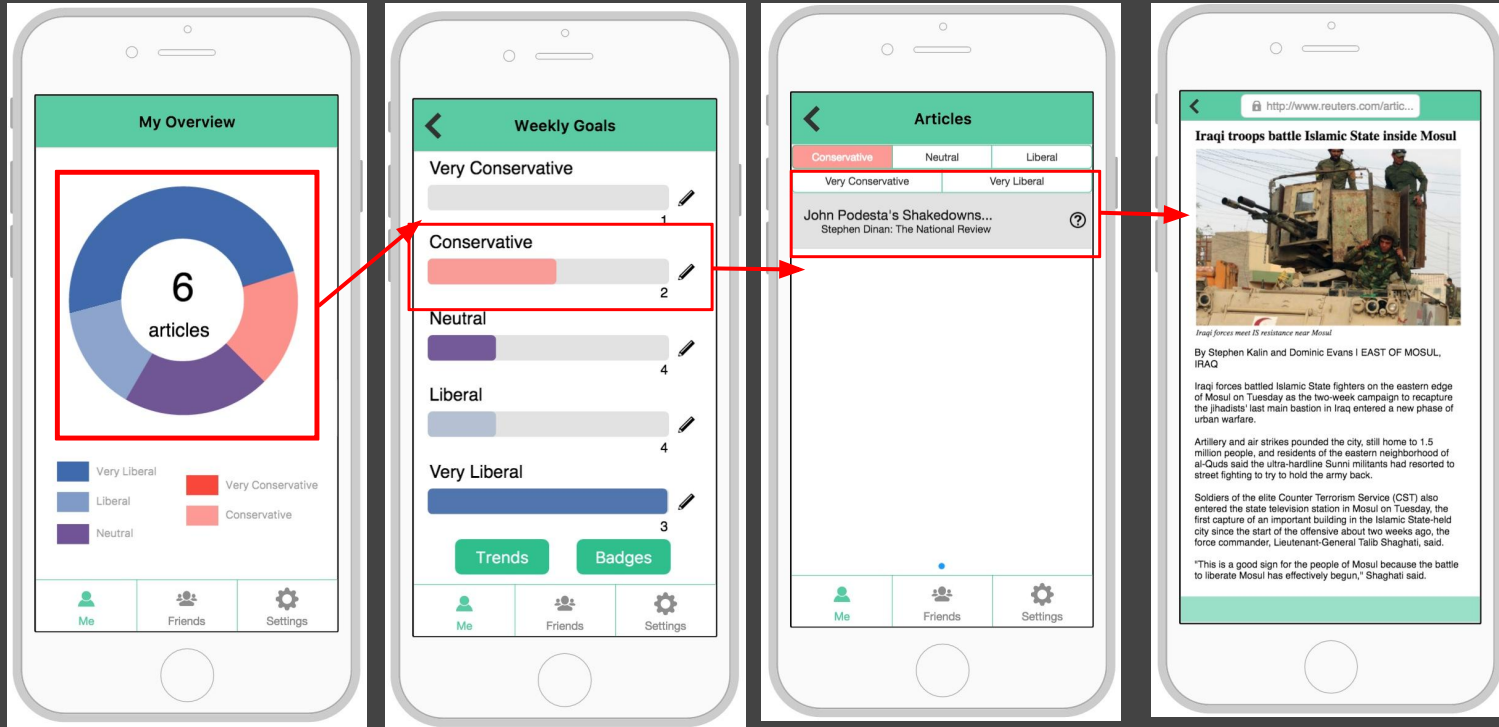 My Overview
6
articles
Very Liberal
Liberal
Neutral
Very Conservative
Conservative
Me
Friends
Settings
Weekly Goals
Very Conservative
1
Conservative
2
Neutral
4
Liberal
4
Very Liberal
3
Trends
Badges
Me
Friends
Settings
Articles
Conservative
Neutral
Liberal
Very Conservative
Very Liberal
John Podesta's Shakedowns...
Stephen Dinan: The National Review
?
Me
Friends
Settings
http://www.reuters.com/artic...
Iraqi troops battle Islamic State inside Mosul
Iraqi forces meet IS resistance near Mosul
By Stephen Kalin and Dominic Evans I EAST OF MOSUL,
IRAQ
Iraqi forces battled Islamic State fighters on the eastern edge
of Mosul on Tuesday as the two-week campaign to recapture
the jihadists' last main bastion in Iraq entered a new phase of
urban warfare.
Artillery and air strikes pounded the city, still home to 1.5
million people, and residents of the eastern neighborhood of
al-Quds said the ultra-hardline Sunni militants had resorted to
street fighting to try to hold the army back.
Soldiers of the elite Counter Terrorism Service (CST) also
entered the state television station in Mosul on Tuesday, the
first capture of an important building in the Islamic State-held
city since the start of the offensive about two weeks ago, the
force commander, Lieutenant-General Talib Shaghati, said.
"This is a good sign for the people of Mosul because the battle
to liberate Mosul has effectively begun," Shaghati said.